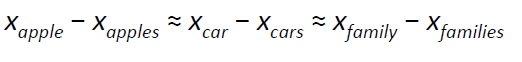 x_apple − x_apples ≈ x_car − x_cars ≈ x_family − x_families